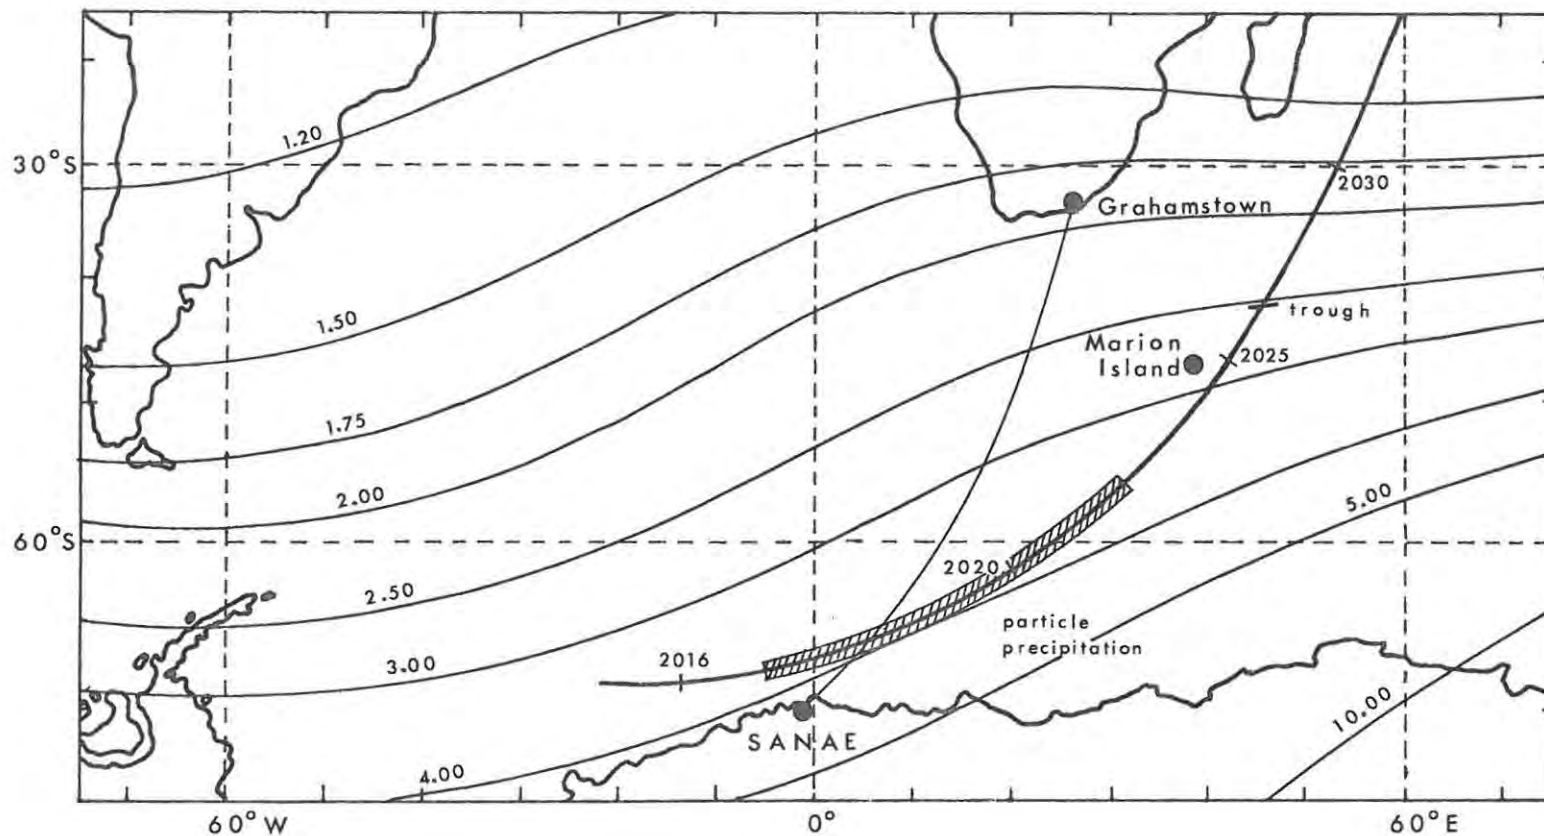 1.20
30°S
2030
Grahamstown
1.50
trough
Marion
Island
2025
1.75
2.00
5.00
60°S
2020
2.50
particle
precipitation
2016
3.00
10.00
SANAE
4.00
60°W
0°
60°E